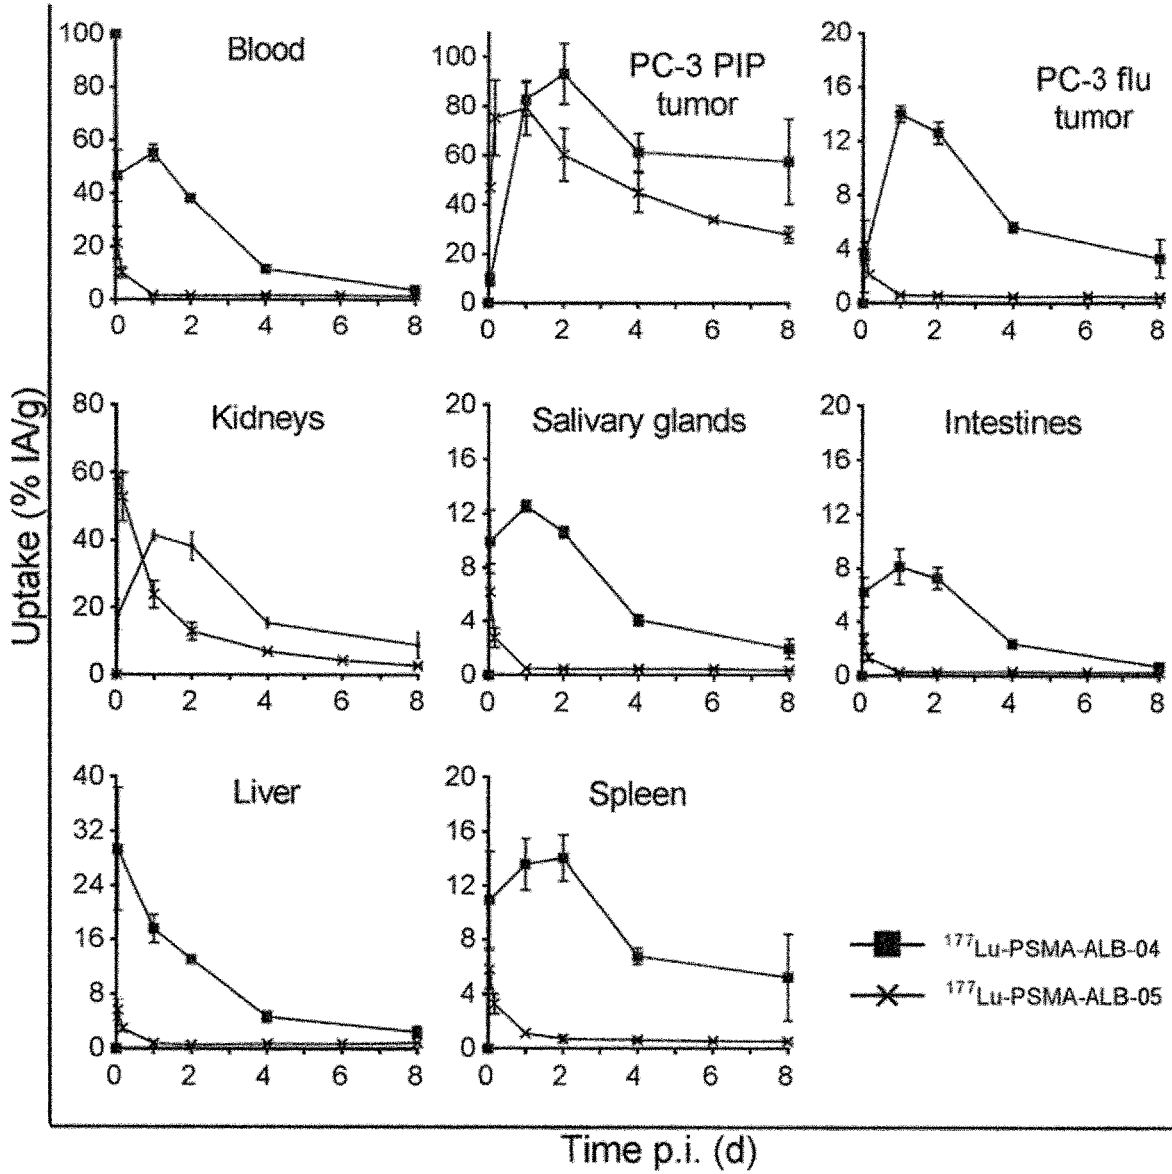 Uptake (% IA/g)
Blood
100
80
60
40
20
0
0 2 4 6 8
PC-3 PIP
tumor
100
80
60
40
20
0
0 2 4 6 8
PC-3 flu
tumor
20
16
12
8
4
0
0 2 4 6 8
Kidneys
80
60
40
20
0
0 2 4 6 8
Salivary glands
20
16
12
8
4
0
0 2 4 6 8
Intestines
20
16
12
8
4
0
0 2 4 6 8
Liver
40
32
24
16
8
0
0 2 4 6 8
Spleen
20
16
12
8
4
0
0 2 4 6 8
¹⁷⁷Lu-PSMA-ALB-04
¹⁷⁷Lu-PSMA-ALB-05
Time p.i. (d)